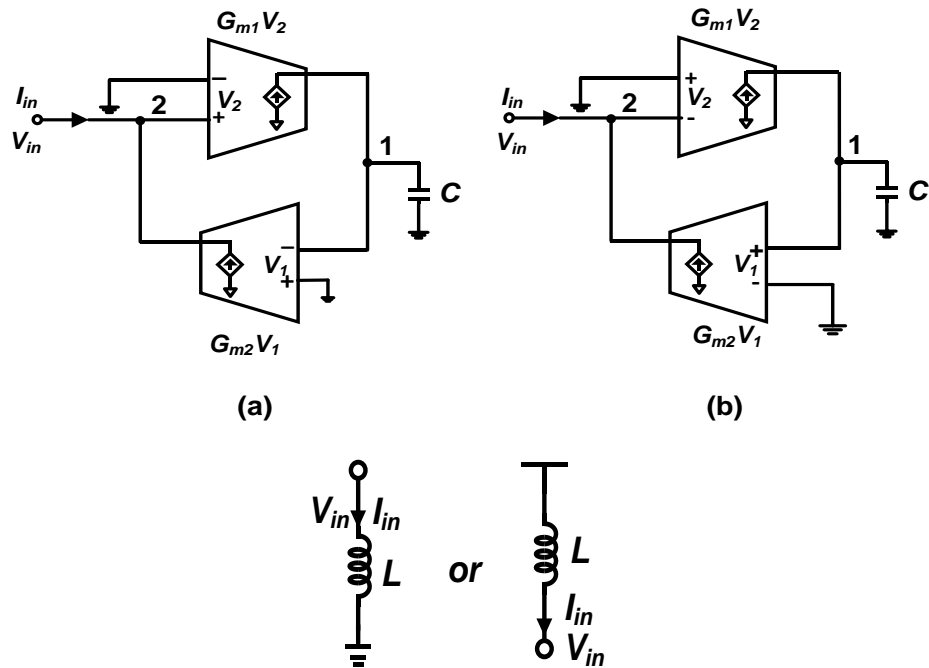 Gm1V2
−
V2
+
Iin
2
Vin
1
C
−
V1
+
Gm2V1
(a)
Gm1V2
+
V2
-
Iin
2
Vin
1
C
+
V1
-
Gm2V1
(b)
Vin Iin
L
or
L
Iin
Vin